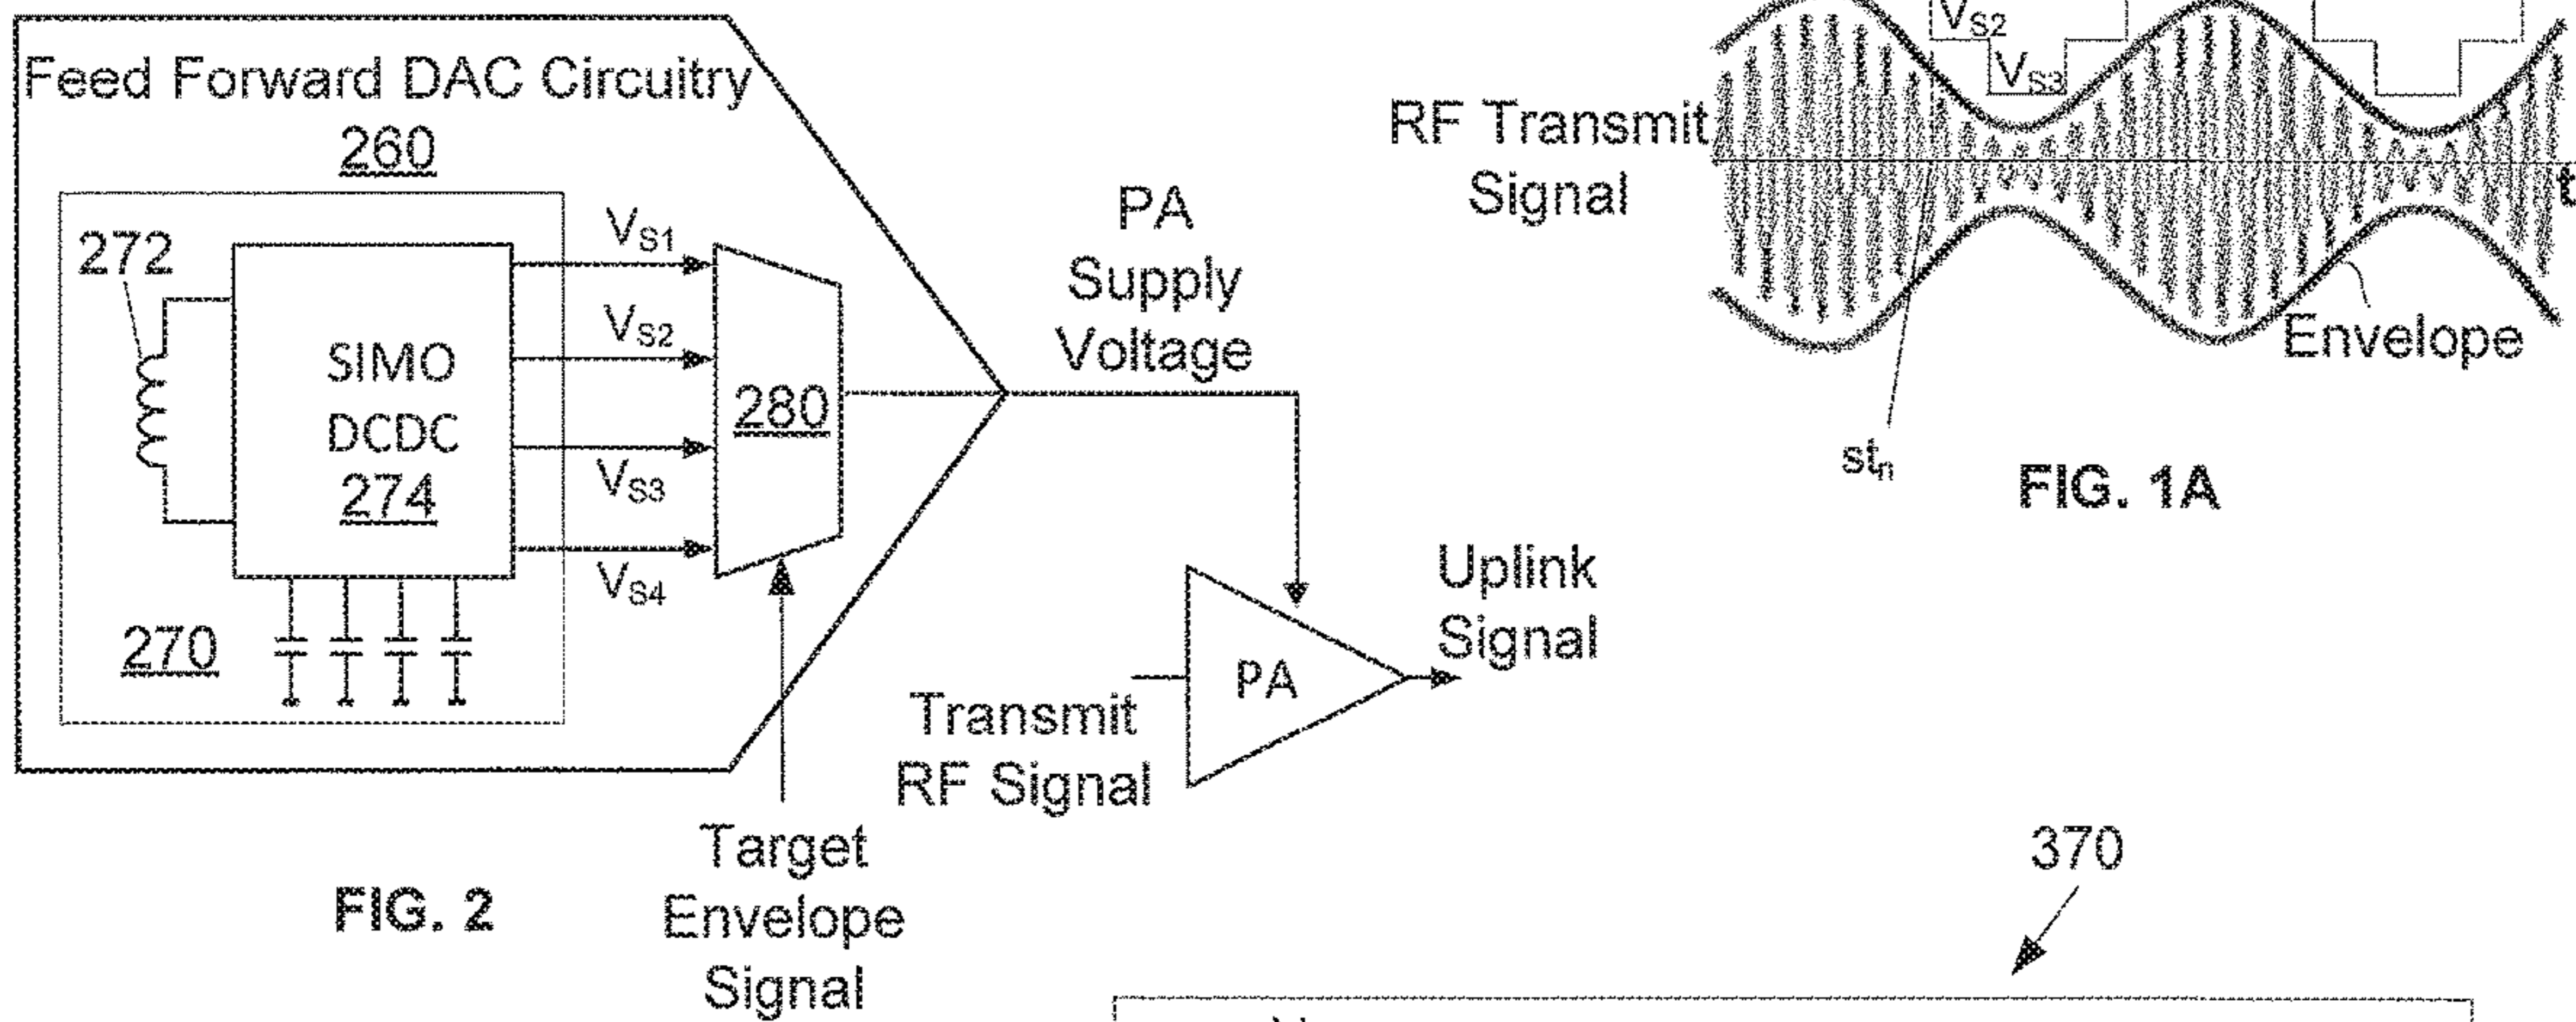 Feed Forward DAC Circuitry
260
272
SIMO
DCDC
274
270
VS1
VS2
VS3
VS4
280
PA
Supply
Voltage
Target
Envelope
Signal
Transmit
RF Signal
PA
Uplink
Signal
FIG. 2
VS2
VS3
RF Transmit
Signal
t
Envelope
stn
FIG. 1A
370